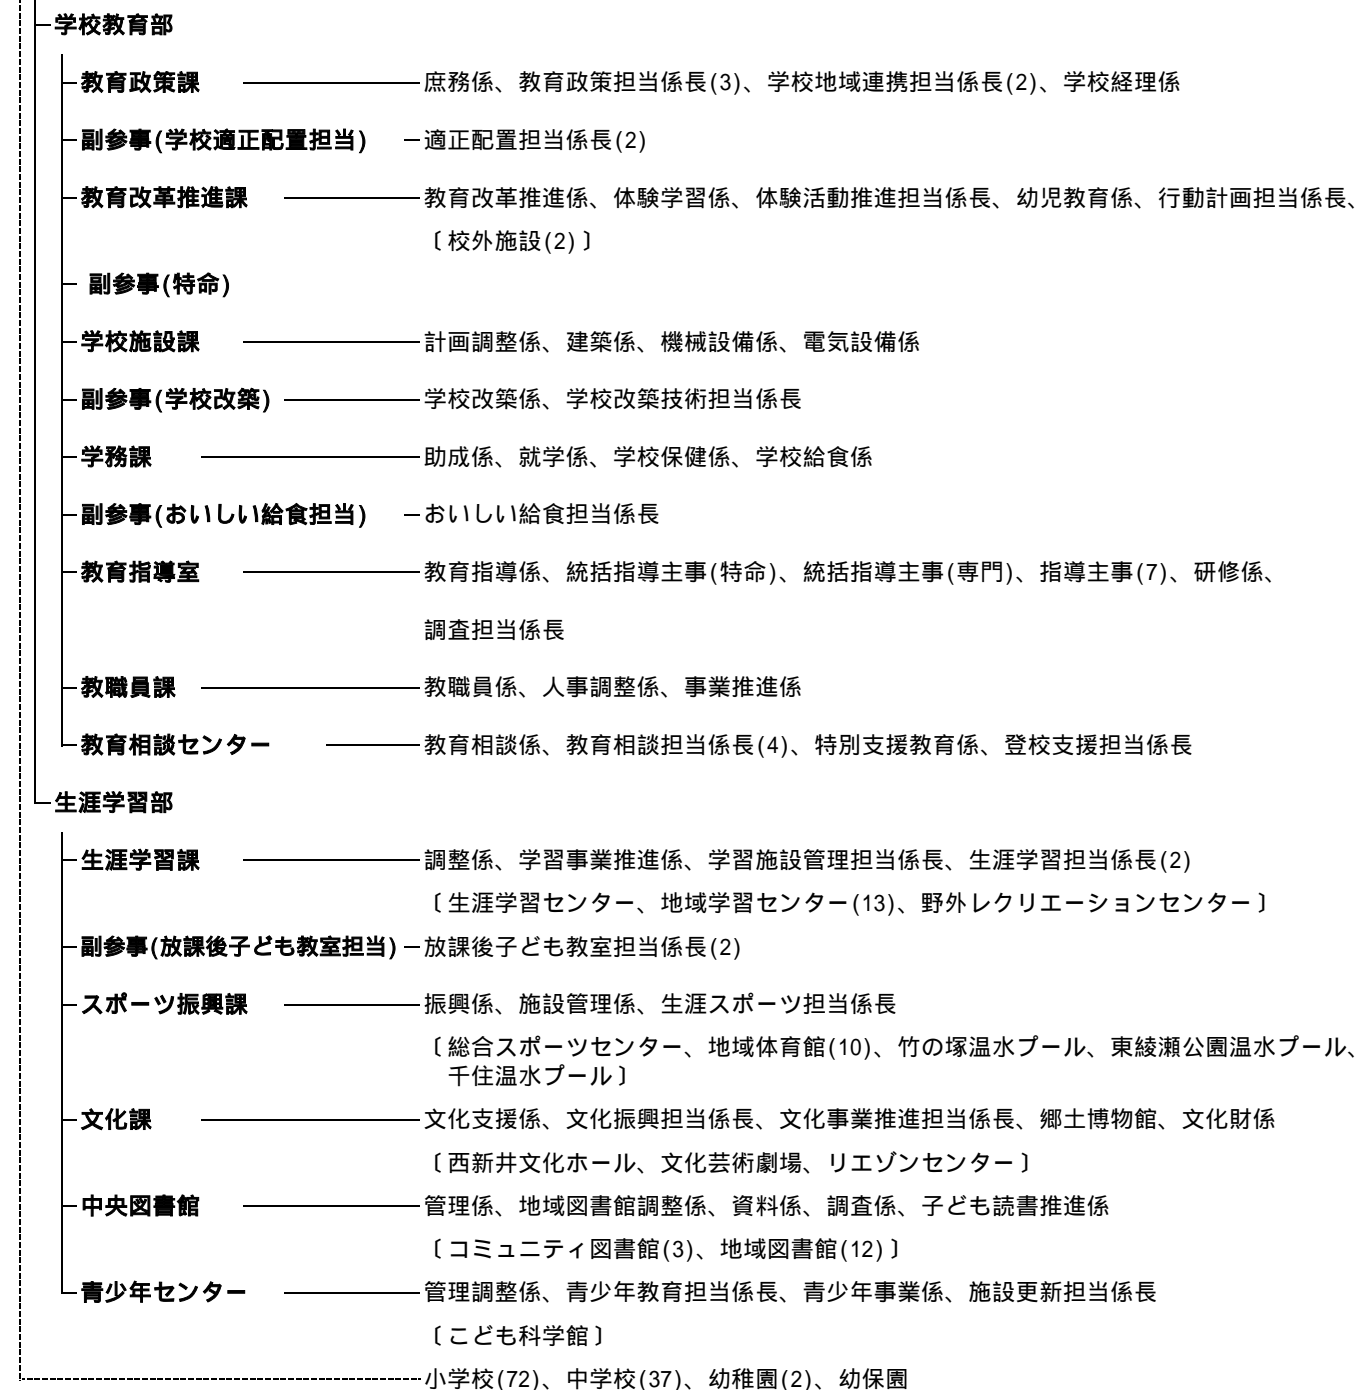 学校教育部
教育政策課 庶務係、教育政策担当係長(3)、学校地域連携担当係長(2)、学校経理係
副参事(学校適正配置担当) 適正配置担当係長(2)
教育改革推進課 教育改革推進係、体験学習係、体験活動推進担当係長、幼児教育係、行動計画担当係長、
〔校外施設(2)〕
副参事(特命)
学校施設課 計画調整係、建築係、機械設備係、電気設備係
副参事(学校改築) 学校改築係、学校改築技術担当係長
学務課 助成係、就学係、学校保健係、学校給食係
副参事(おいしい給食担当) おいしい給食担当係長
教育指導室 教育指導係、統括指導主事(特命)、統括指導主事(専門)、指導主事(7)、研修係、
調査担当係長
教職員課 教職員係、人事調整係、事業推進係
教育相談センター 教育相談係、教育相談担当係長(4)、特別支援教育係、登校支援担当係長
生涯学習部
生涯学習課 調整係、学習事業推進係、学習施設管理担当係長、生涯学習担当係長(2)
〔生涯学習センター、地域学習センター(13)、野外レクリエーションセンター〕
副参事(放課後子ども教室担当) 放課後子ども教室担当係長(2)
スポーツ振興課 振興係、施設管理係、生涯スポーツ担当係長
〔総合スポーツセンター、地域体育館(10)、竹の塚温水プール、東綾瀬公園温水プール、
千住温水プール〕
文化課 文化支援係、文化振興担当係長、文化事業推進担当係長、郷土博物館、文化財係
〔西新井文化ホール、文化芸術劇場、リエゾンセンター〕
中央図書館 管理係、地域図書館調整係、資料係、調査係、子ども読書推進係
〔コミュニティ図書館(3)、地域図書館(12)〕
青少年センター 管理調整係、青少年教育担当係長、青少年事業係、施設更新担当係長
〔こども科学館〕
小学校(72)、中学校(37)、幼稚園(2)、幼保園